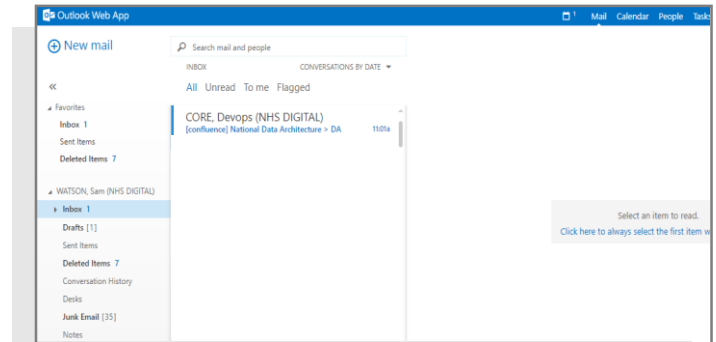 Outlook Web App
1 Mail Calendar People Tasks
New mail
Search mail and people
INBOX CONVERSATIONS BY DATE
All Unread To me Flagged
«
Favorites
Inbox 1
Sent Items
Deleted Items 7
CORE, Devops (NHS DIGITAL)
[confluence] National Data Architecture > DA 11:01a
WATSON, Sam (NHS DIGITAL)
Inbox 1
Drafts [1]
Sent Items
Deleted Items 7
Conversation History
Desks
Junk Email [35]
Notes
Select an item to read.
Click here to always select the first item w